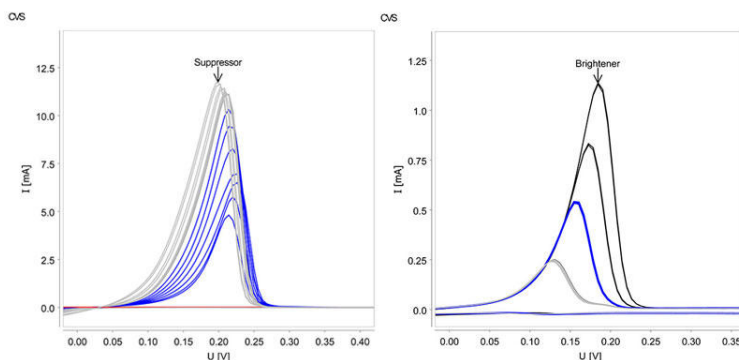 CVS
Suppressor
12.5
10.0
7.5
5.0
2.5
0.0
I [mA]
0.00 0.05 0.10 0.15 0.20 0.25 0.30 0.35 0.40
U [V]
CVS
Brightener
1.25
1.00
0.75
0.5
0.25
0.0
I [mA]
0.00 0.05 0.10 0.15 0.20 0.25 0.30 0.35
U [V]